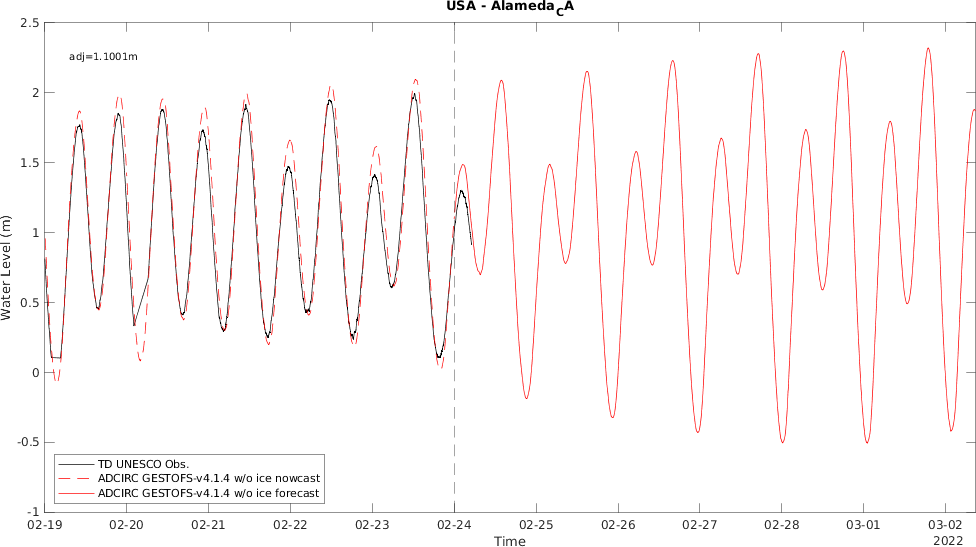 USA - AlamedaCA
2.5
adj=1.1001m
2
1.5
1
0.5
0
-0.5
-1
Water Level (m)
TD UNESCO Obs.
ADCIRC GESTOFS-v4.1.4 w/o ice nowcast
ADCIRC GESTOFS-v4.1.4 w/o ice forecast
02-19 02-20 02-21 02-22 02-23 02-24 02-25 02-26 02-27 02-28 03-01 03-02
Time 2022